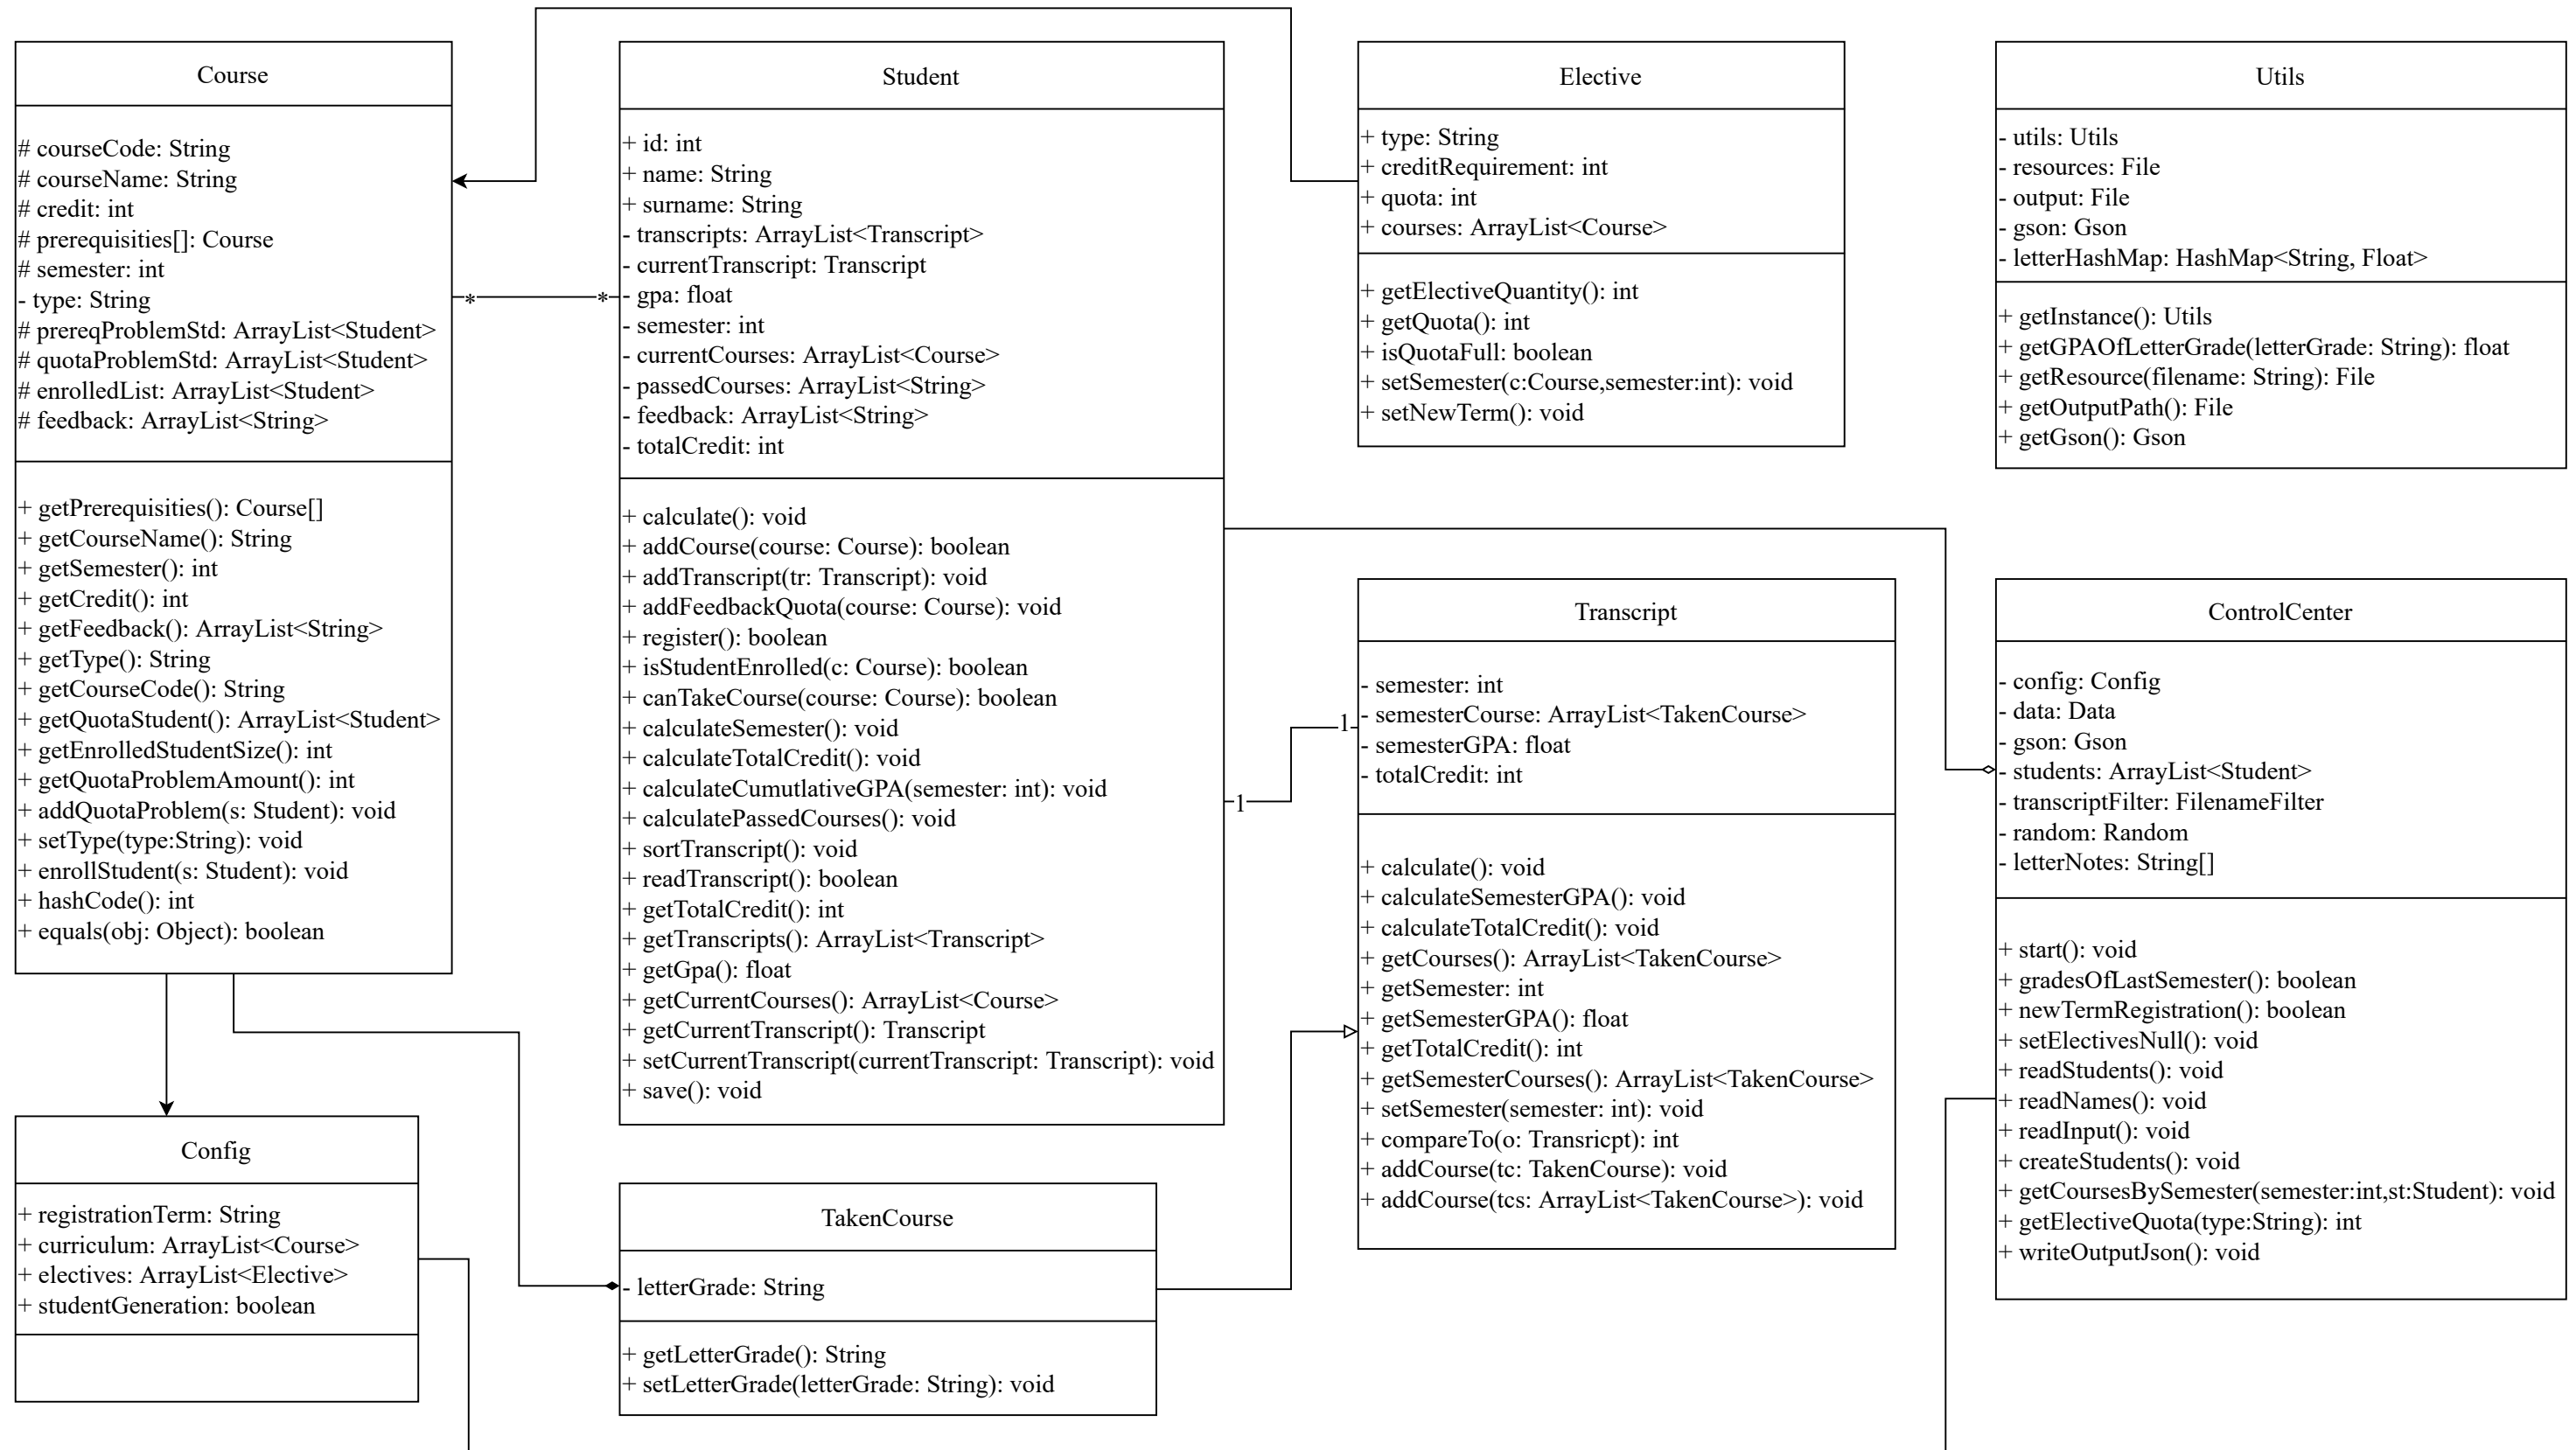 Course
# courseCode: String
# courseName: String
# credit: int
# prerequisities[]: Course
# semester: int
- type: String
# prereqProblemStd: ArrayList<Student>
# quotaProblemStd: ArrayList<Student>
# enrolledList: ArrayList<Student>
# feedback: ArrayList<String>
+ getPrerequisities(): Course[]
+ getCourseName(): String
+ getSemester(): int
+ getCredit(): int
+ getFeedback(): ArrayList<String>
+ getType(): String
+ getCourseCode(): String
+ getQuotaStudent(): ArrayList<Student>
+ getEnrolledStudentSize(): int
+ getQuotaProblemAmount(): int
+ addQuotaProblem(s: Student): void
+ setType(type:String): void
+ enrollStudent(s: Student): void
+ hashCode(): int
+ equals(obj: Object): boolean
*
*
Student
+ id: int
+ name: String
+ surname: String
- transcripts: ArrayList<Transcript>
- currentTranscript: Transcript
- gpa: float
- semester: int
- currentCourses: ArrayList<Course>
- passedCourses: ArrayList<String>
- feedback: ArrayList<String>
- totalCredit: int
+ calculate(): void
+ addCourse(course: Course): boolean
+ addTranscript(tr: Transcript): void
+ addFeedbackQuota(course: Course): void
+ register(): boolean
+ isStudentEnrolled(c: Course): boolean
+ canTakeCourse(course: Course): boolean
+ calculateSemester(): void
+ calculateTotalCredit(): void
+ calculateCumutlativeGPA(semester: int): void
+ calculatePassedCourses(): void
+ sortTranscript(): void
+ readTranscript(): boolean
+ getTotalCredit(): int
+ getTranscripts(): ArrayList<Transcript>
+ getGpa(): float
+ getCurrentCourses(): ArrayList<Course>
+ getCurrentTranscript(): Transcript
+ setCurrentTranscript(currentTranscript: Transcript): void
+ save(): void
1
1
Elective
+ type: String
+ creditRequirement: int
+ quota: int
+ courses: ArrayList<Course>
+ getElectiveQuantity(): int
+ getQuota(): int
+ isQuotaFull: boolean
+ setSemester(c:Course,semester:int): void
+ setNewTerm(): void
Utils
- utils: Utils
- resources: File
- output: File
- gson: Gson
- letterHashMap: HashMap<String, Float>
+ getInstance(): Utils
+ getGPAOfLetterGrade(letterGrade: String): float
+ getResource(filename: String): File
+ getOutputPath(): File
+ getGson(): Gson
Transcript
- semester: int
- semesterCourse: ArrayList<TakenCourse>
- semesterGPA: float
- totalCredit: int
+ calculate(): void
+ calculateSemesterGPA(): void
+ calculateTotalCredit(): void
+ getCourses(): ArrayList<TakenCourse>
+ getSemester: int
+ getSemesterGPA(): float
+ getTotalCredit(): int
+ getSemesterCourses(): ArrayList<TakenCourse>
+ setSemester(semester: int): void
+ compareTo(o: Transricpt): int
+ addCourse(tc: TakenCourse): void
+ addCourse(tcs: ArrayList<TakenCourse>): void
ControlCenter
- config: Config
- data: Data
- gson: Gson
- students: ArrayList<Student>
- transcriptFilter: FilenameFilter
- random: Random
- letterNotes: String[]
+ start(): void
+ gradesOfLastSemester(): boolean
+ newTermRegistration(): boolean
+ setElectivesNull(): void
+ readStudents(): void
+ readNames(): void
+ readInput(): void
+ createStudents(): void
+ getCoursesBySemester(semester:int,st:Student): void
+ getElectiveQuota(type:String): int
+ writeOutputJson(): void
Config
+ registrationTerm: String
+ curriculum: ArrayList<Course>
+ electives: ArrayList<Elective>
+ studentGeneration: boolean
TakenCourse
- letterGrade: String
+ getLetterGrade(): String
+ setLetterGrade(letterGrade: String): void